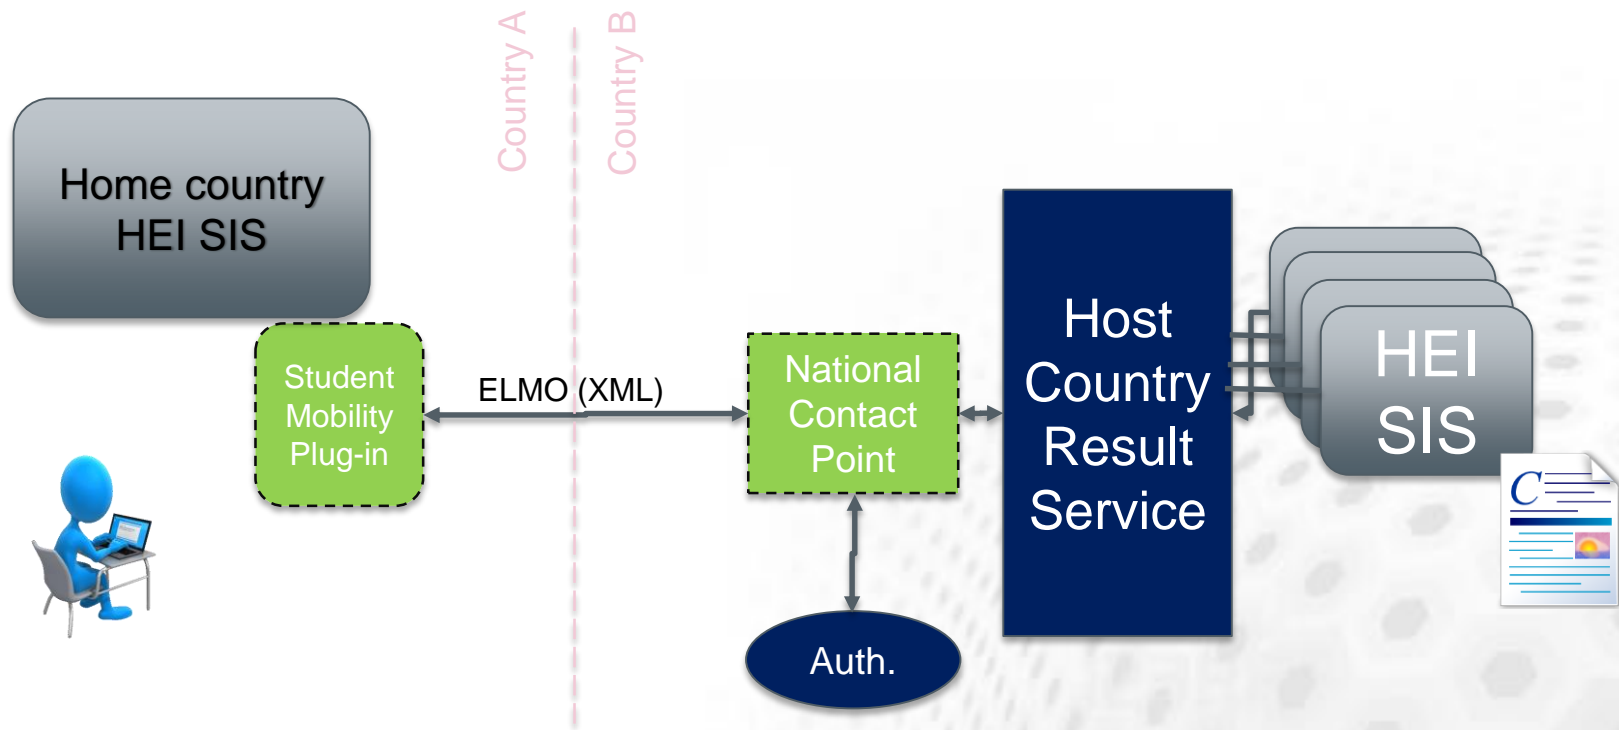 Country A
Country B
Home country
HEI SIS
Student
Mobility
Plug-in
ELMO (XML)
National
Contact
Point
Auth.
Host
Country
Result
Service
HEI
SIS
C